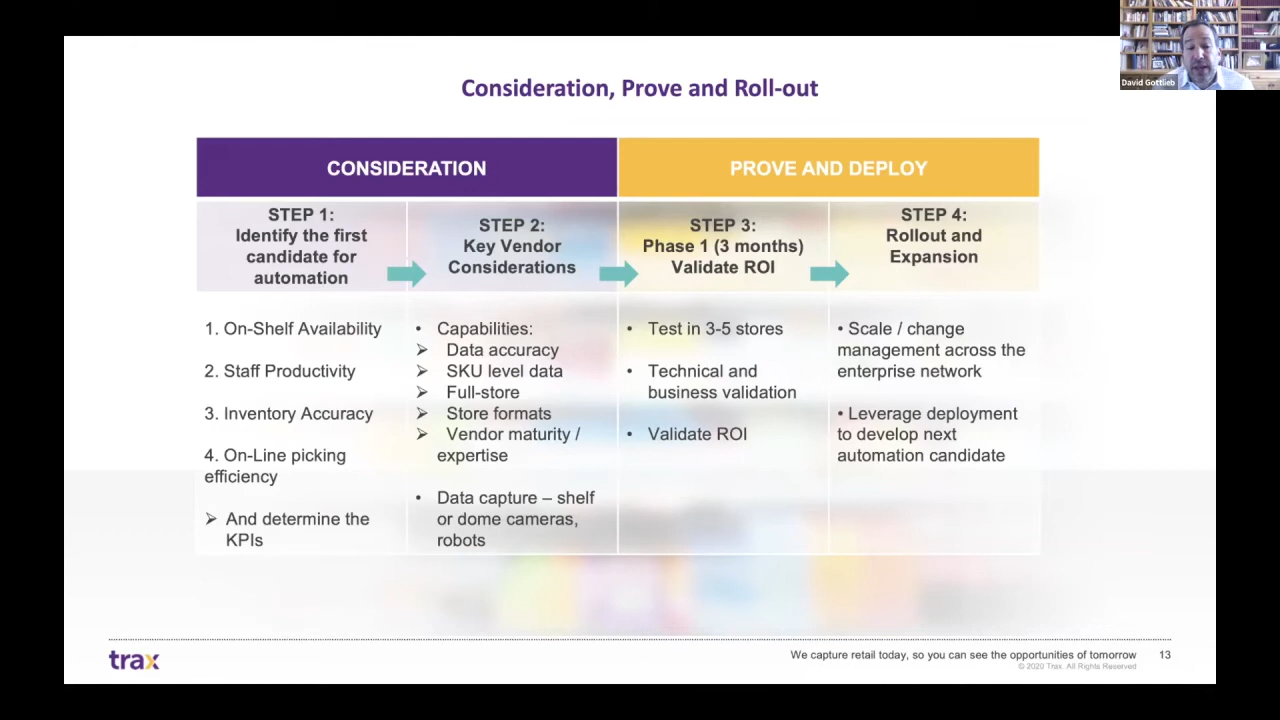 David Gottlieb
Consideration, Prove and Roll-out
CONSIDERATION
PROVE AND DEPLOY
STEP 1:
Identify the first
candidate for
automation
STEP 2:
Key Vendor
Considerations
STEP 3:
Phase 1 (3 months)
Validate ROI
STEP 4:
Rollout and
Expansion
1. On-Shelf Availability
2. Staff Productivity
3. Inventory Accuracy
4. On-Line picking
efficiency
➢ And determine the
KPIs
• Capabilities:
➢ Data accuracy
➢ SKU level data
➢ Full-store
➢ Store formats
➢ Vendor maturity /
expertise
• Data capture – shelf
or dome cameras,
robots
• Test in 3-5 stores
• Technical and
business validation
• Validate ROI
• Scale / change
management across the
enterprise network
• Leverage deployment
to develop next
automation candidate
trax
We capture retail today, so you can see the opportunities of tomorrow 13
© 2020 Trax. All Rights Reserved